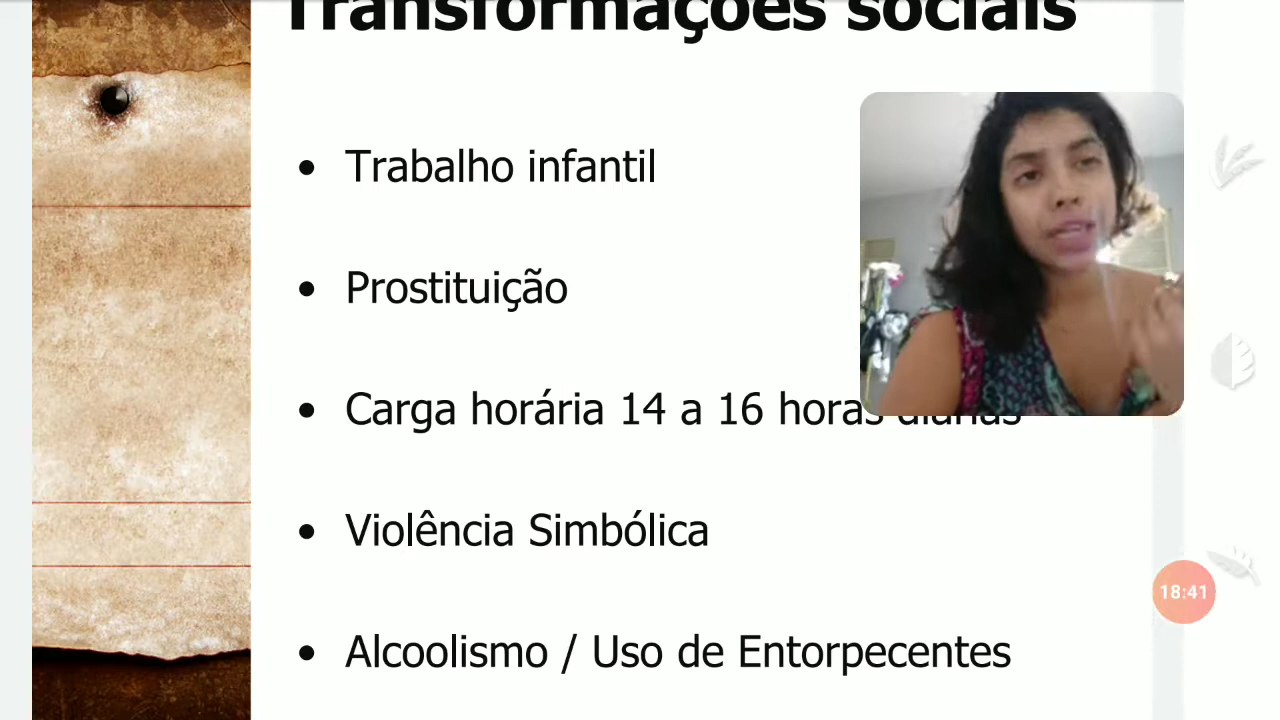 Transformações sociais
• Trabalho infantil
• Prostituição
• Carga horária 14 a 16 horas diárias
• Violência Simbólica
• Alcoolismo / Uso de Entorpecentes
18:41